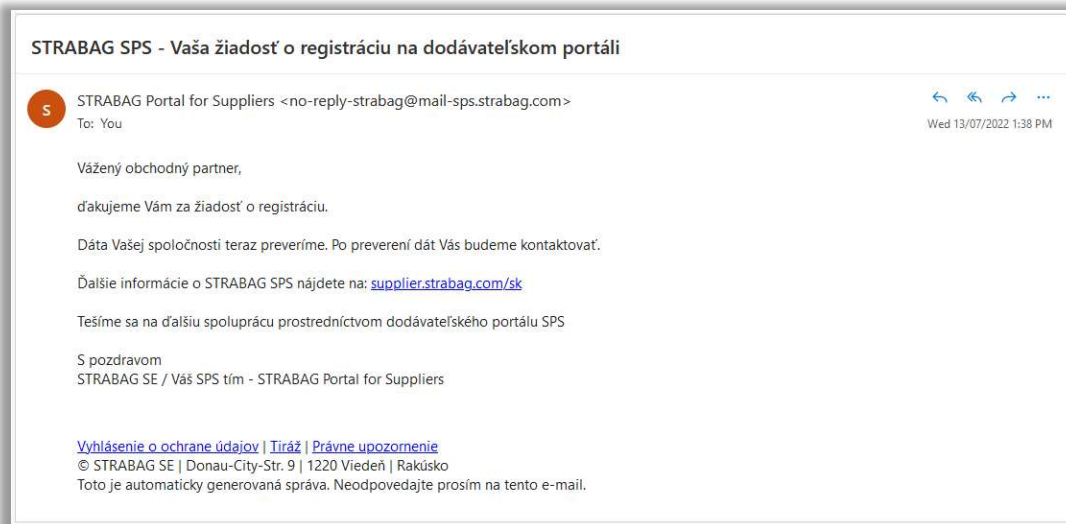 STRABAG SPS - Vaša žiadosť o registráciu na dodávateľskom portáli
S
STRABAG Portal for Suppliers <no-reply-strabag@mail-sps.strabag.com>
To: You
Wed 13/07/2022 1:38 PM
Vážený obchodný partner,
ďakujeme Vám za žiadosť o registráciu.
Dáta Vašej spoločnosti teraz preveríme. Po preverení dát Vás budeme kontaktovať.
Ďalšie informácie o STRABAG SPS nájdete na: supplier.strabag.com/sk
Tešíme sa na ďalšiu spoluprácu prostredníctvom dodávateľského portálu SPS
S pozdravom
STRABAG SE / Váš SPS tím - STRABAG Portal for Suppliers
Vyhlásenie o ochrane údajov | Tiráž | Právne upozornenie
© STRABAG SE | Donau-City-Str. 9 | 1220 Viedeň | Rakúsko
Toto je automaticky generovaná správa. Neodpovedajte prosím na tento e-mail.